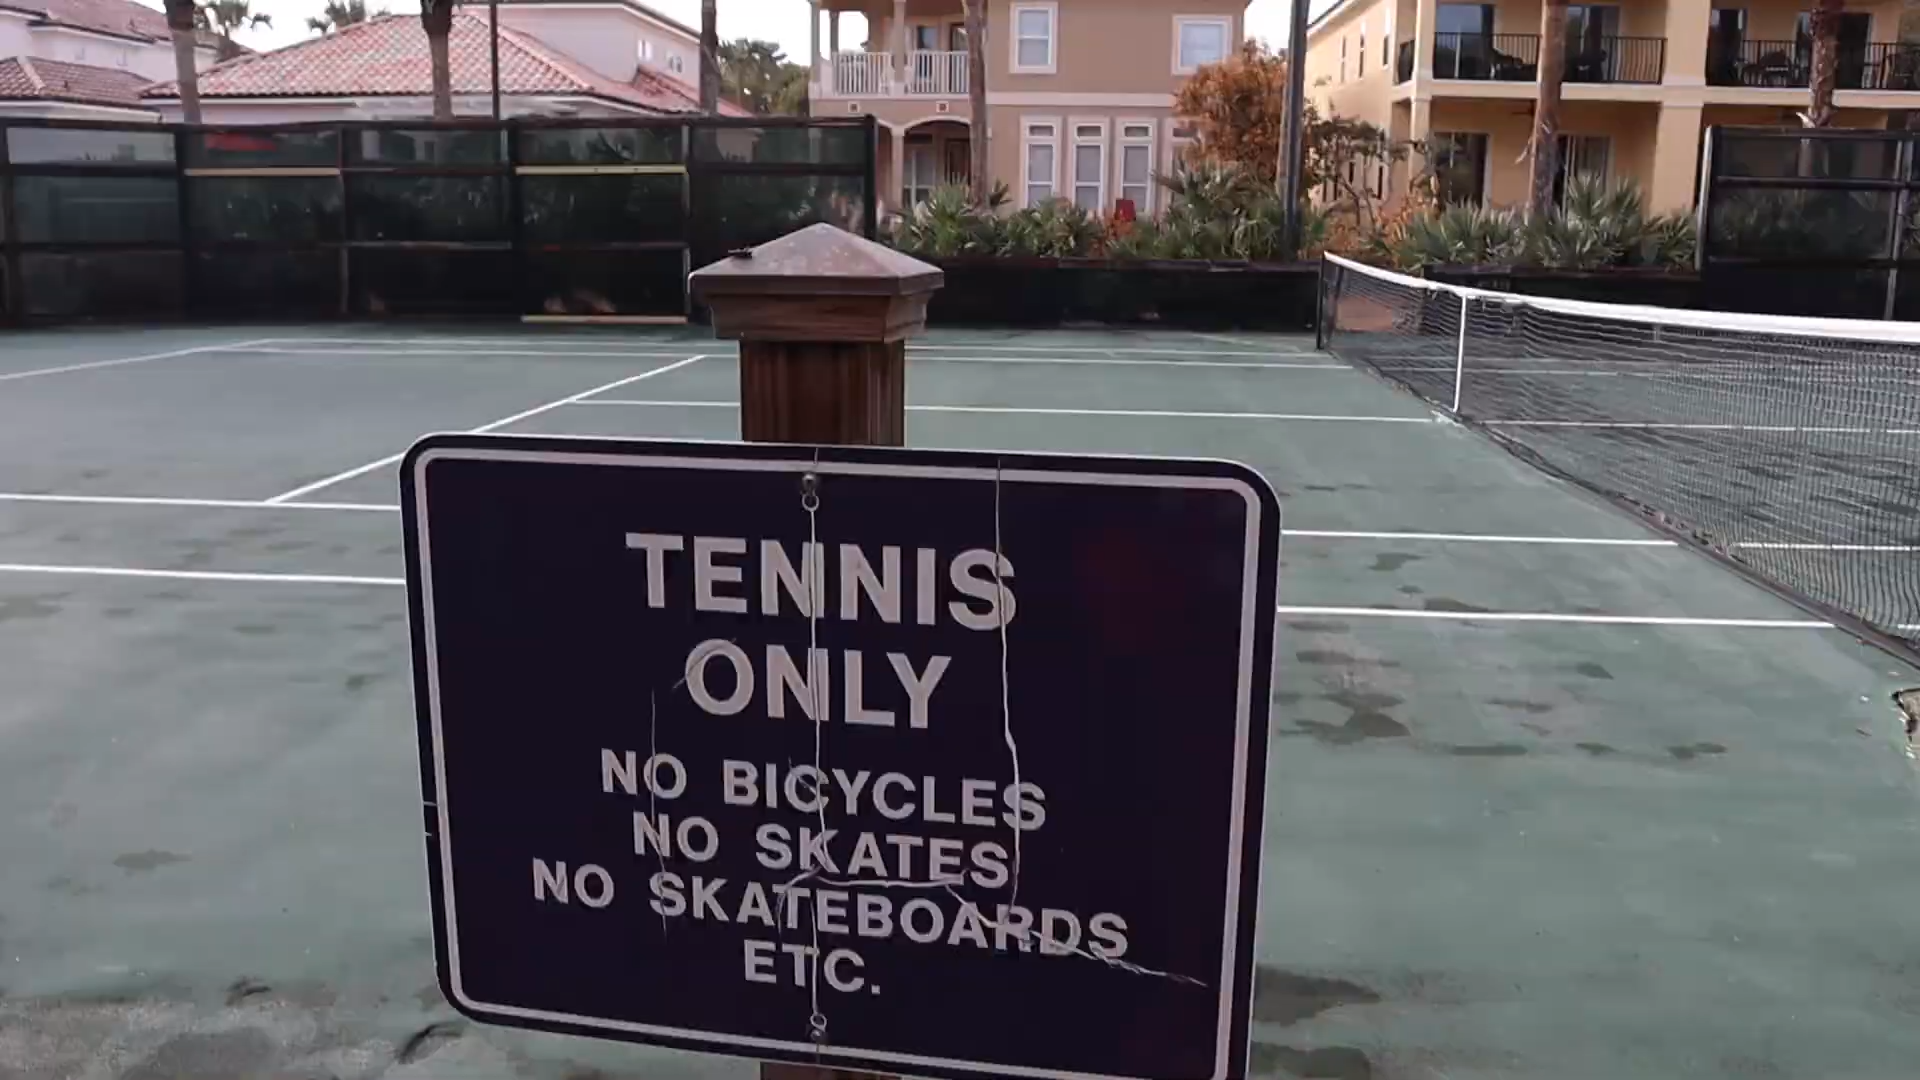 TENNIS
ONLY
NO BICYCLES
NO SKATES
NO SKATEBOARDS
ETC.